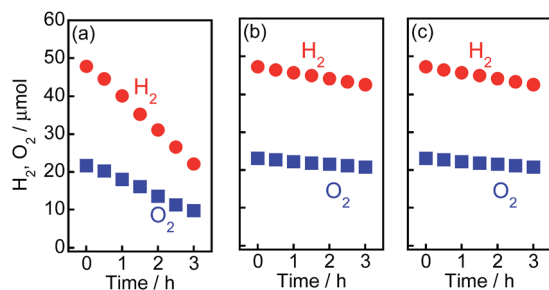 60
50
40
30
20
10
0
H₂, O₂ / μmol
(a)
H₂
O₂
0 1 2 3
Time / h
(b)
H₂
O₂
0 1 2 3
Time / h
(c)
H₂
O₂
0 1 2 3
Time / h